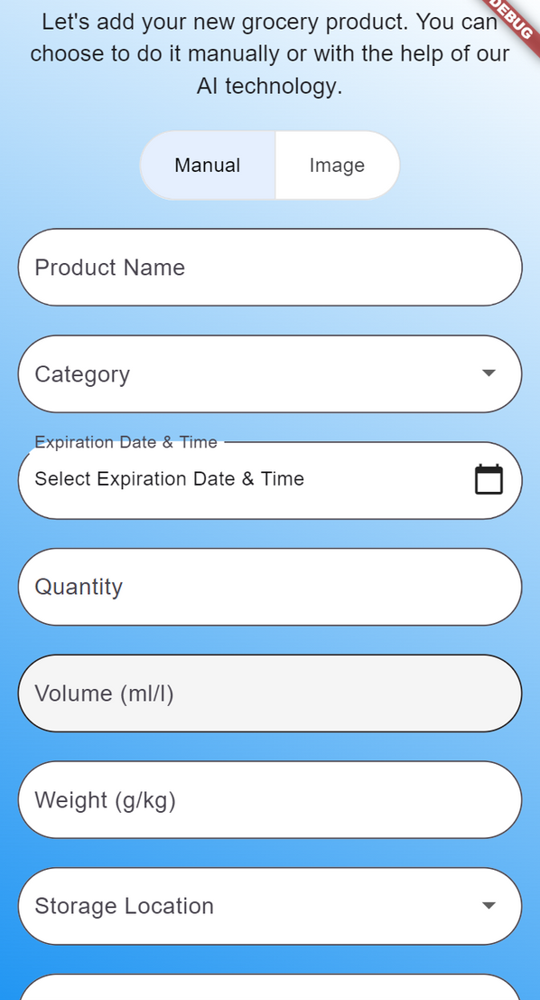 Let's add your new grocery product. You can
choose to do it manually or with the help of our
AI technology.
DEBUG
Manual
Image
Product Name
Category
Expiration Date & Time
Select Expiration Date & Time
Quantity
Volume (ml/l)
Weight (g/kg)
Storage Location